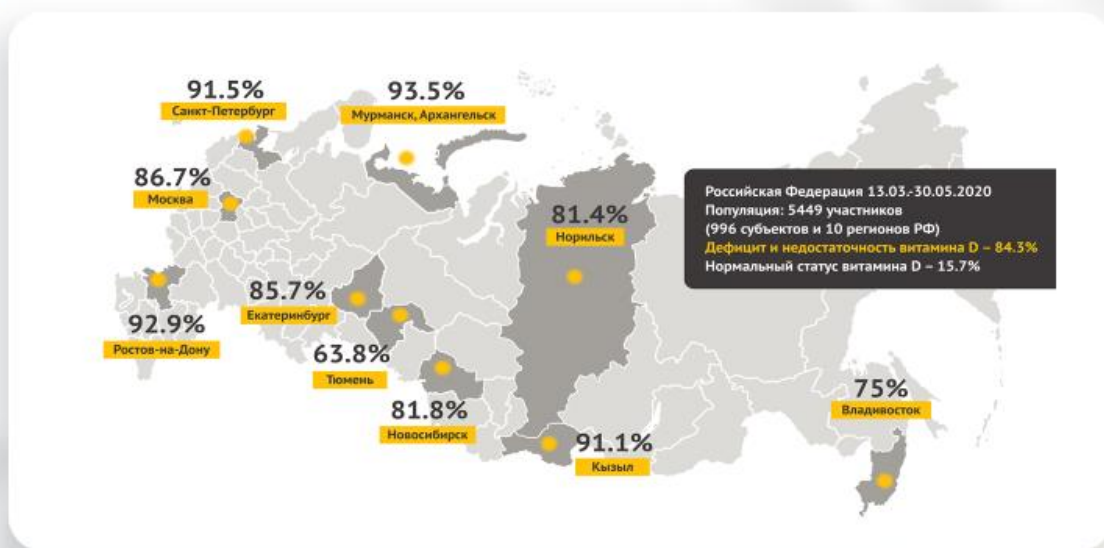 91.5%
Санкт-Петербург
93.5%
Мурманск, Архангельск
86.7%
Москва
81.4%
Норильск
Российская Федерация 13.03.-30.05.2020
Популяция: 5449 участников
(996 субъектов и 10 регионов РФ)
Дефицит и недостаточность витамина D – 84.3%
Нормальный статус витамина D – 15.7%
85.7%
Екатеринбург
92.9%
Ростов-на-Дону
63.8%
Тюмень
81.8%
Новосибирск
91.1%
Кызыл
75%
Владивосток